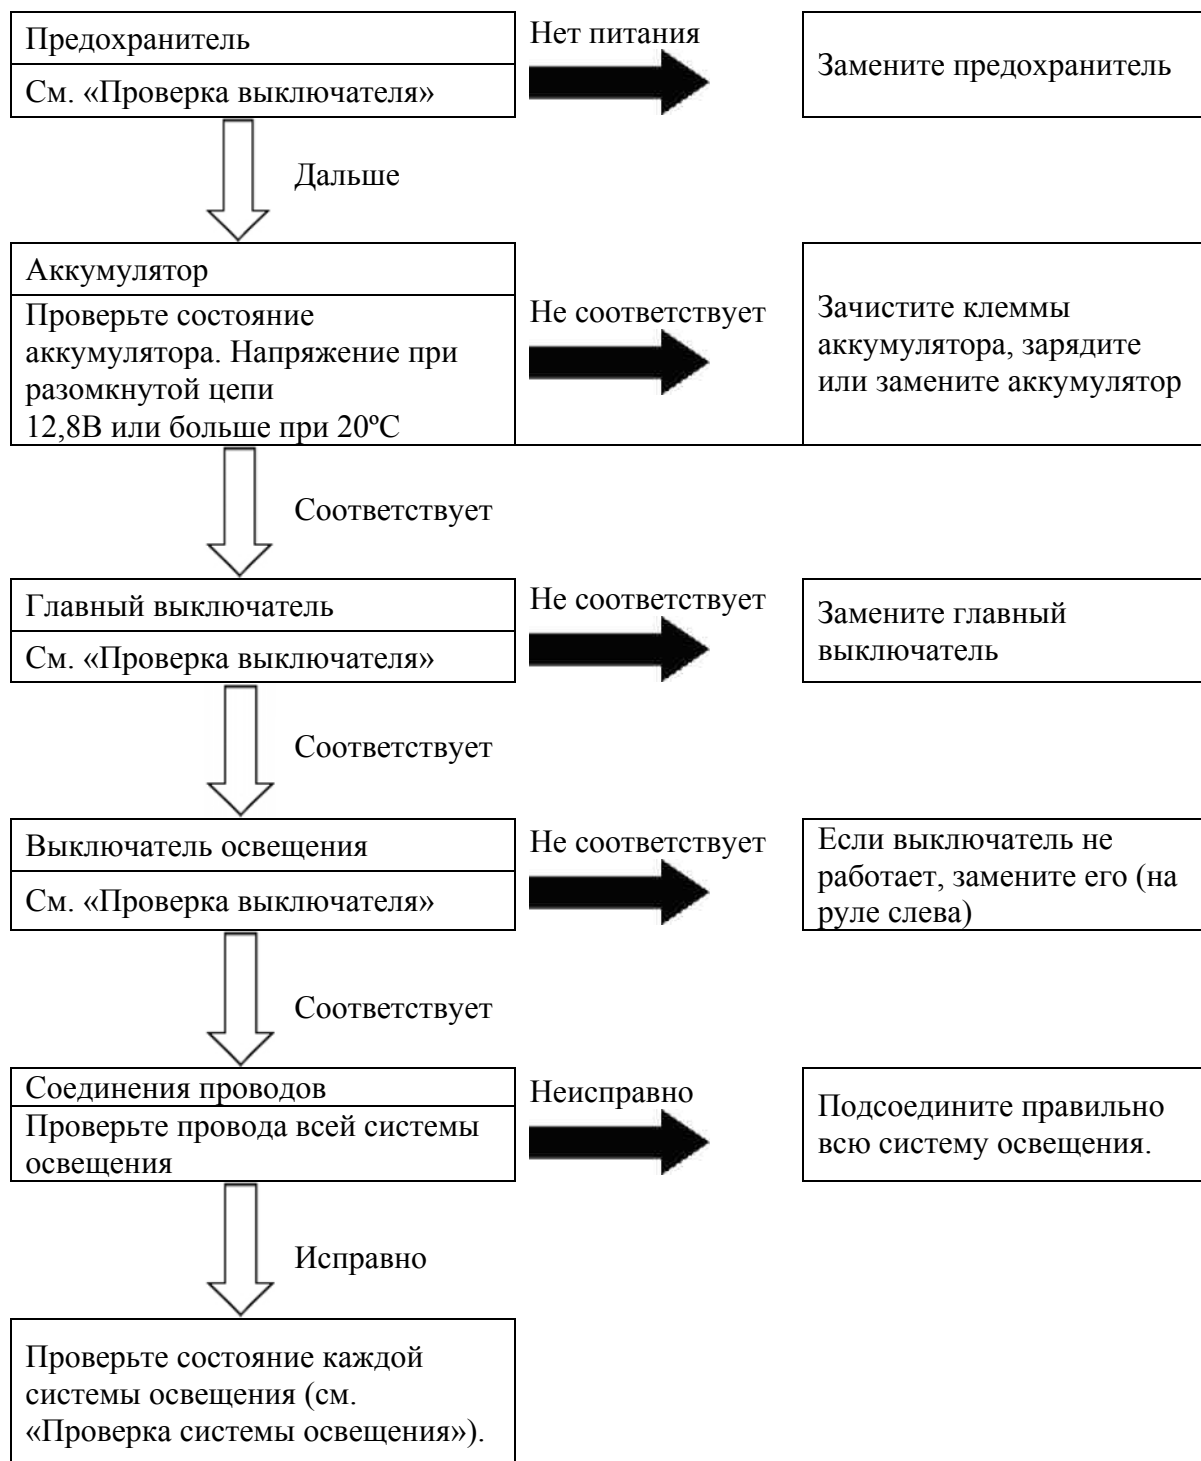 Предохранитель
См. «Проверка выключателя»
Нет питания
Замените предохранитель
Дальше
Аккумулятор
Проверьте состояние
аккумулятора. Напряжение при
разомкнутой цепи
12,8В или больше при 20ºС
Не соответствует
Зачистите клеммы
аккумулятора, зарядите
или замените аккумулятор
Соответствует
Главный выключатель
См. «Проверка выключателя»
Не соответствует
Замените главный
выключатель
Соответствует
Выключатель освещения
См. «Проверка выключателя»
Не соответствует
Если выключатель не
работает, замените его (на
руле слева)
Соответствует
Соединения проводов
Проверьте провода всей системы
освещения
Неисправно
Подсоедините правильно
всю систему освещения.
Исправно
Проверьте состояние каждой
системы освещения (см.
«Проверка системы освещения»).